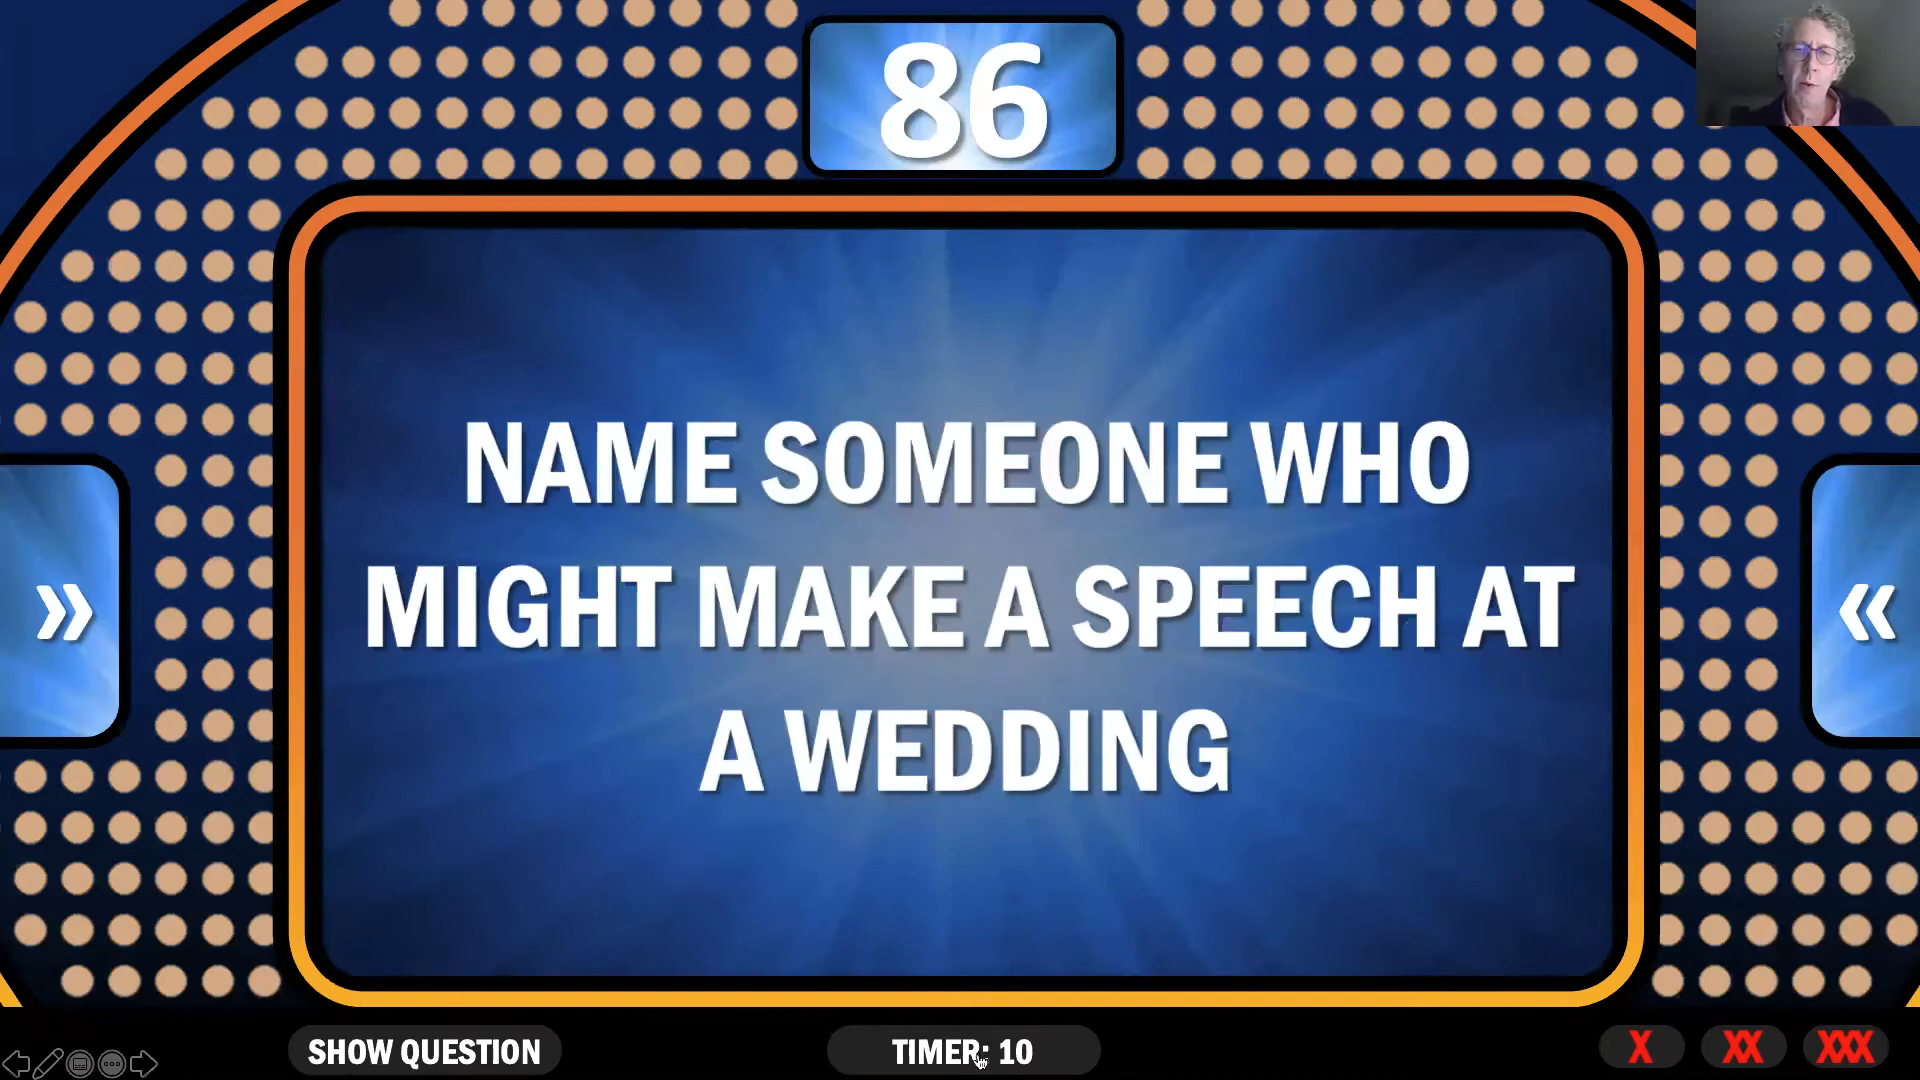 86
NAME SOMEONE WHO
MIGHT MAKE A SPEECH AT
A WEDDING
»
«
SHOW QUESTION
TIMER: 10
X
XX
XXX